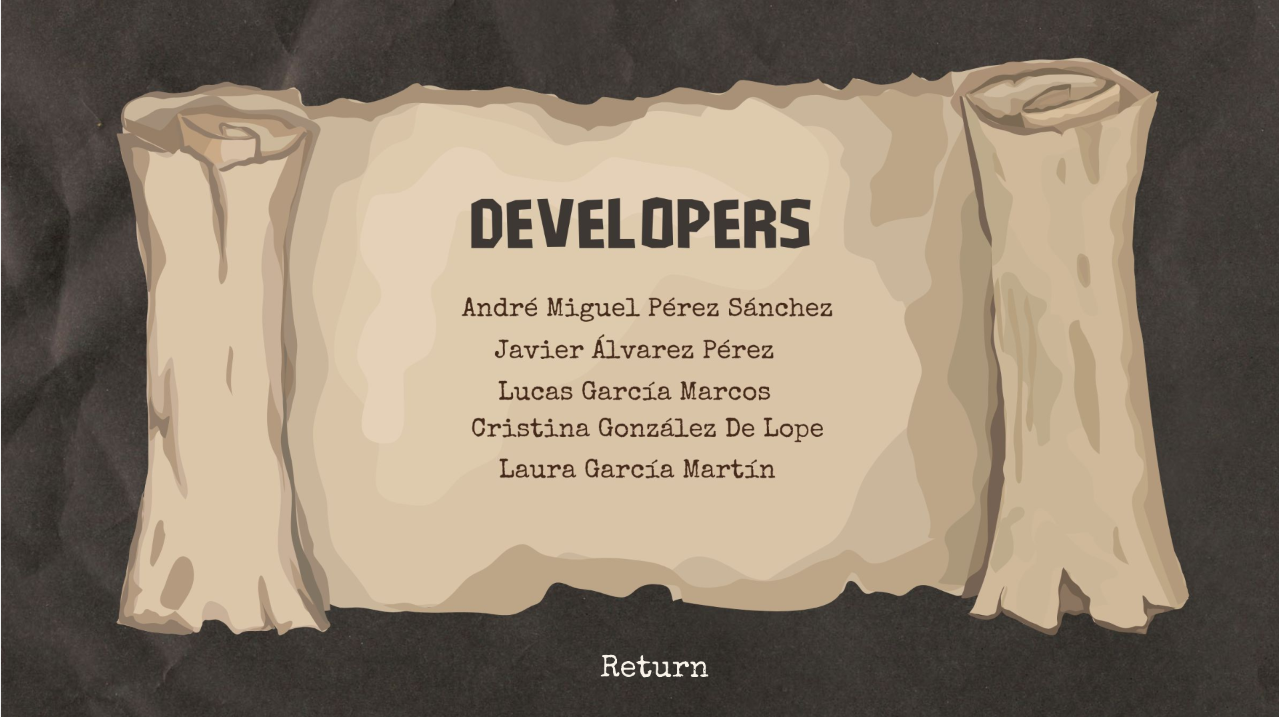 DEVELOPERS
André Miguel Pérez Sánchez
Javier Álvarez Pérez
Lucas García Marcos
Cristina González De Lope
Laura García Martín
Return